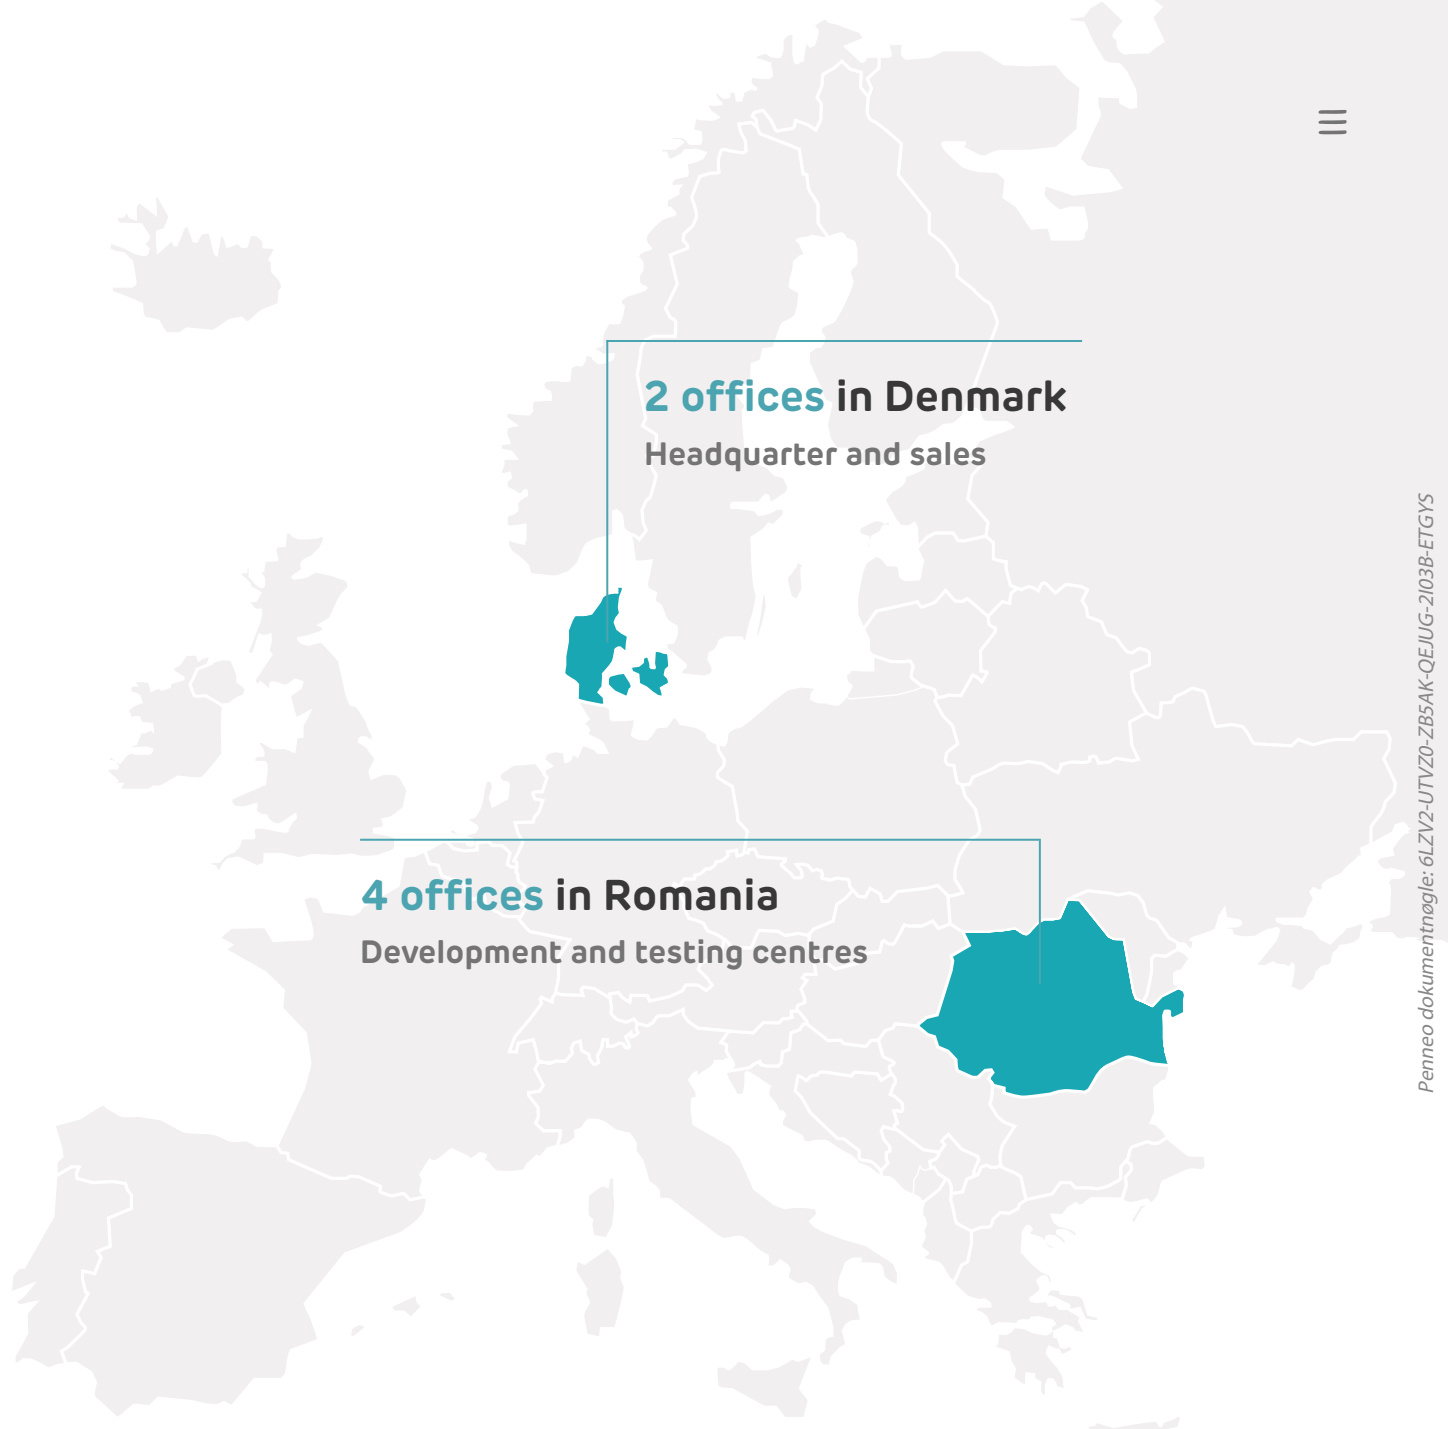 2 offices in Denmark
Headquarter and sales
4 offices in Romania
Development and testing centres
Penneo dokumentnøgle: 6LZV2-UTVZ0-ZB5AK-QEJUG-2I03B-ETGYS